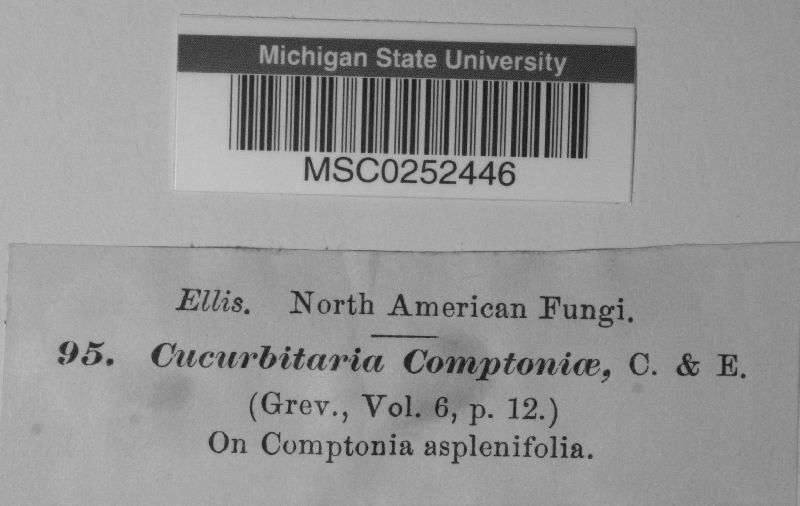 Michigan State University
MSC0252446
Ellis. North American Fungi.
95. Cucurbitaria Comptoniæ, C. & E.
(Grev., Vol. 6, p. 12.)
On Comptonia asplenifolia.